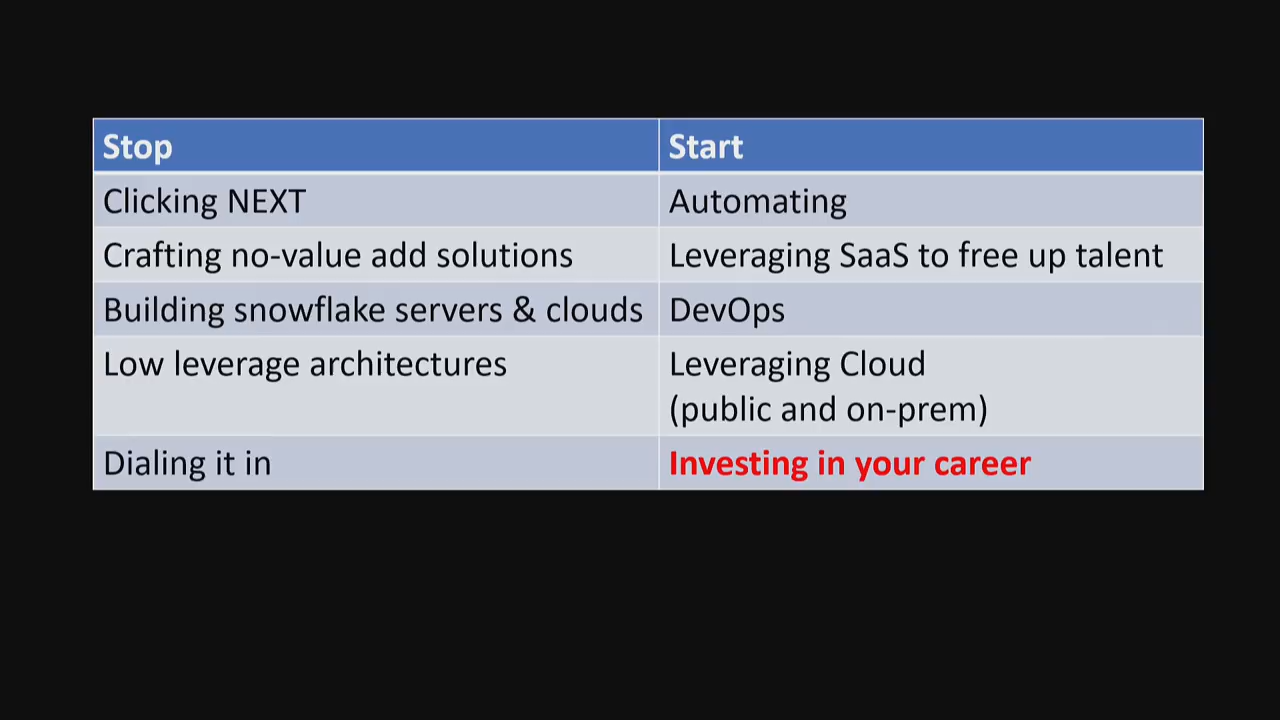 Stop
Start
Clicking NEXT
Automating
Crafting no-value add solutions
Leveraging SaaS to free up talent
Building snowflake servers & clouds
DevOps
Low leverage architectures
Leveraging Cloud
(public and on-prem)
Dialing it in
Investing in your career